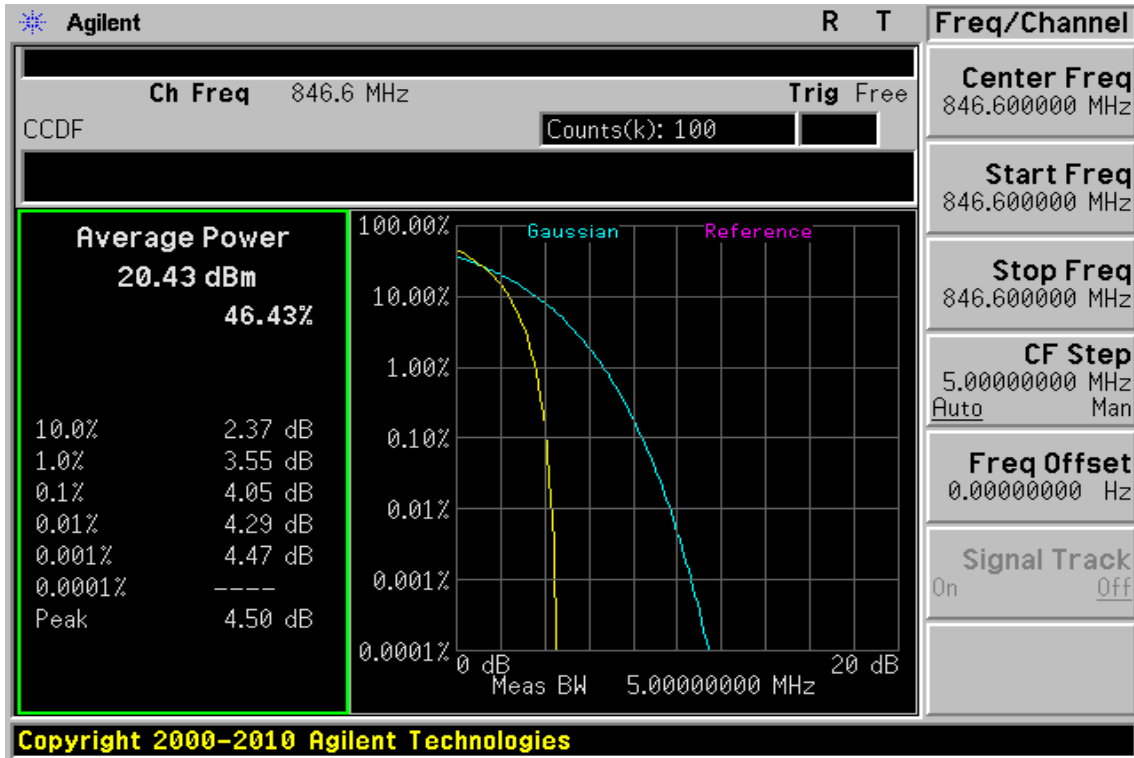 Agilent R T
Ch Freq 846.6 MHz Trig Free
CCDF Counts(k): 100
Average Power
20.43 dBm
46.43%
10.0% 2.37 dB
1.0% 3.55 dB
0.1% 4.05 dB
0.01% 4.29 dB
0.001% 4.47 dB
0.0001% ----
Peak 4.50 dB
Gaussian Reference
100.00%
10.00%
1.00%
0.10%
0.01%
0.001%
0.0001%
0 dB 20 dB
Meas BW 5.00000000 MHz
Freq/Channel
Center Freq
846.600000 MHz
Start Freq
846.600000 MHz
Stop Freq
846.600000 MHz
CF Step
5.00000000 MHz
Auto Man
Freq Offset
0.00000000 Hz
Signal Track
On Off
Copyright 2000-2010 Agilent Technologies